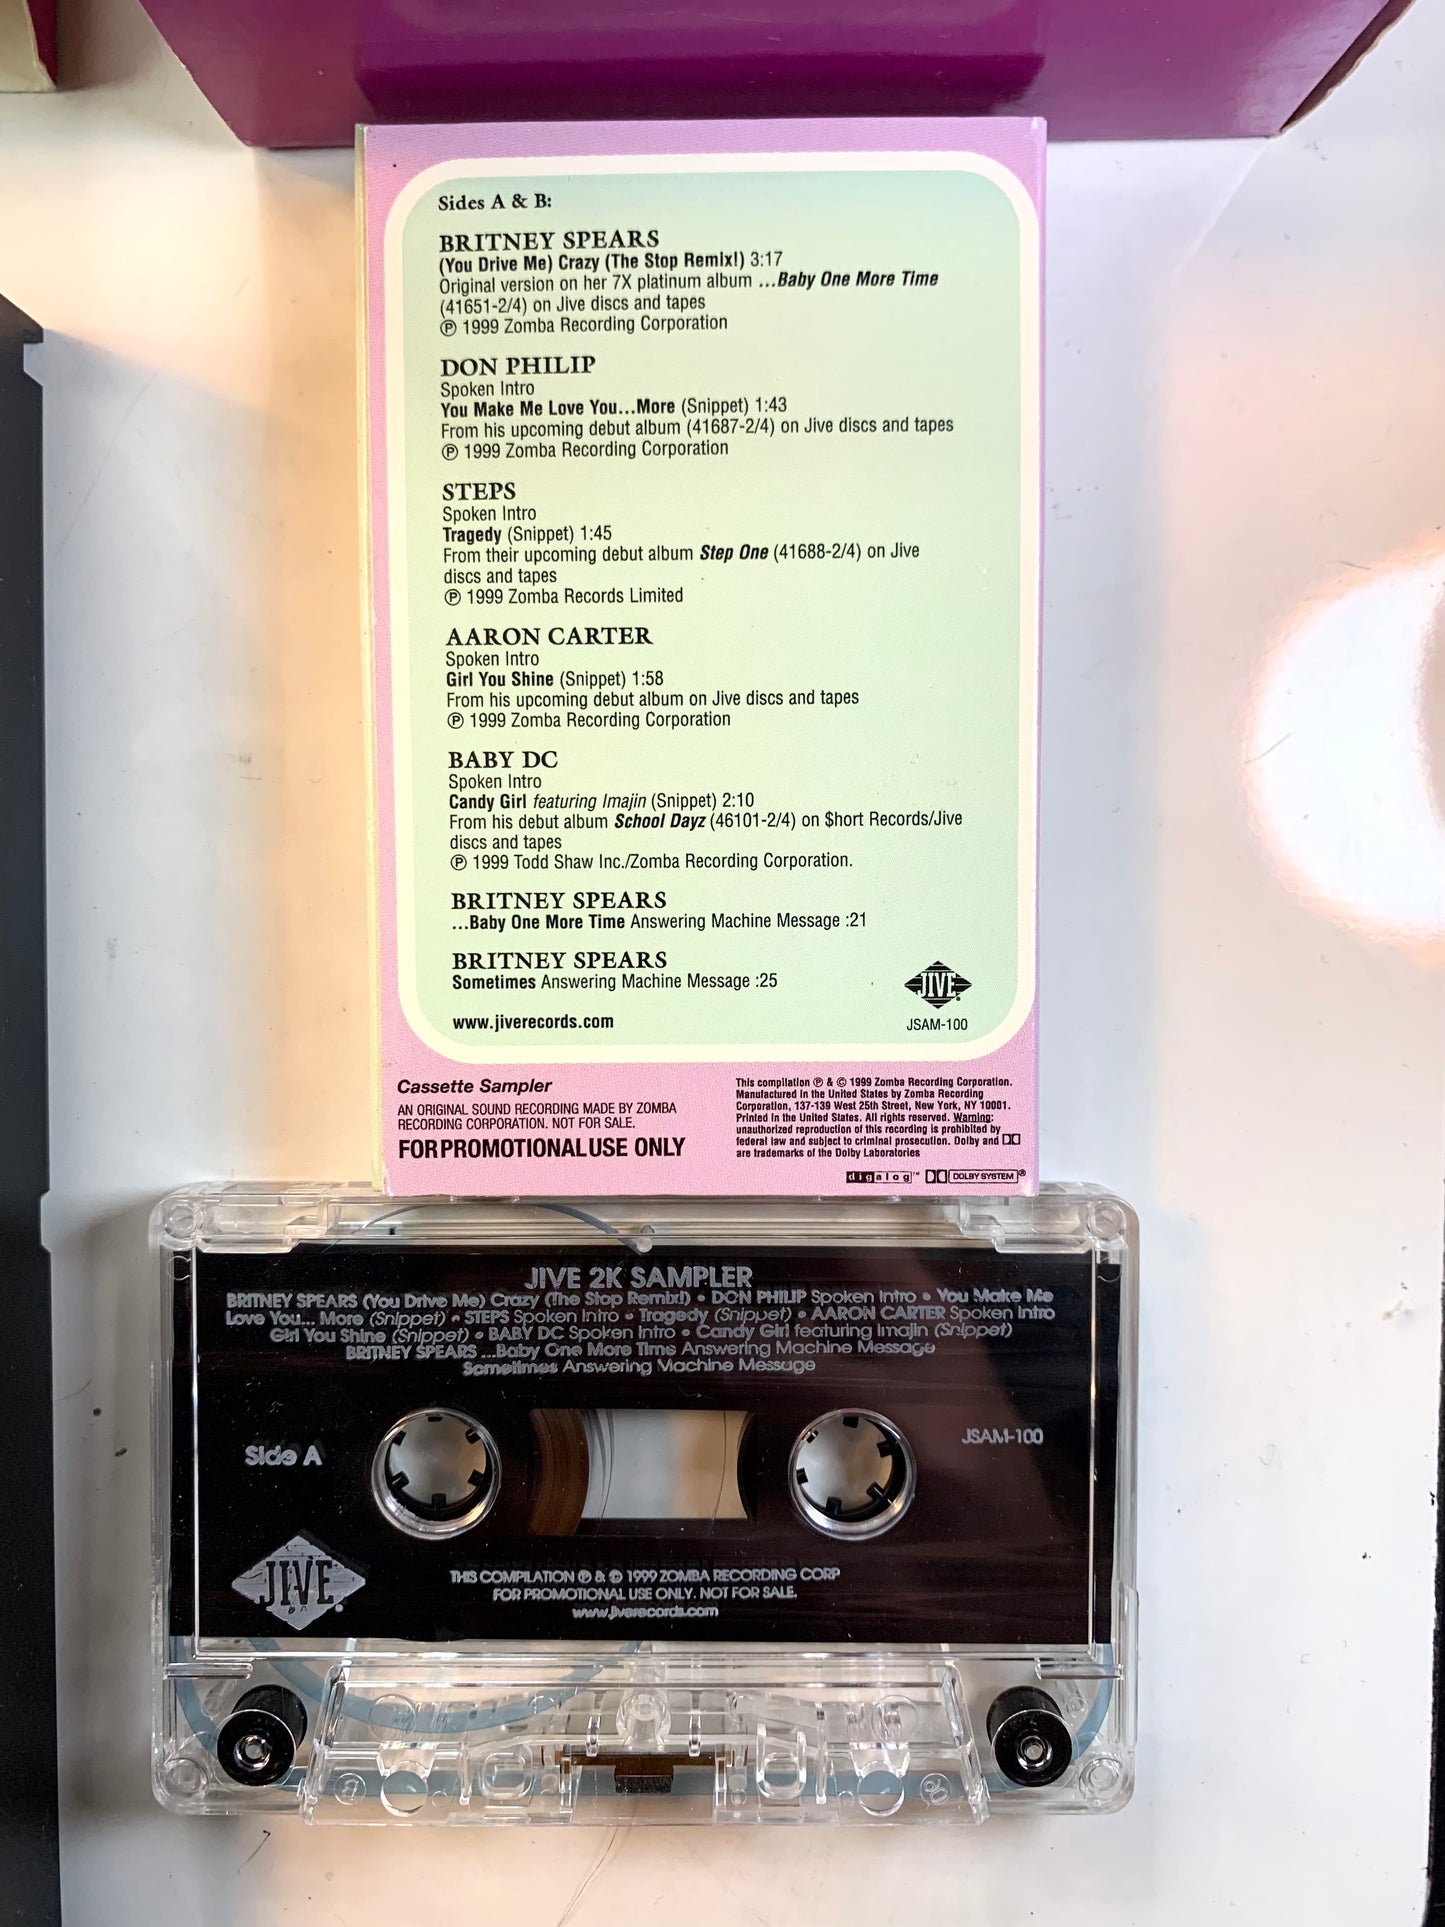 Sides A & B:
BRITNEY SPEARS
(You Drive Me) Crazy (The Stop Remix!) 3:17
Original version on her 7X platinum album ...Baby One More Time
(41651-2/4) on Jive discs and tapes
℗ 1999 Zomba Recording Corporation
DON PHILIP
Spoken Intro
You Make Me Love You...More (Snippet) 1:43
From his upcoming debut album (41687-2/4) on Jive discs and tapes
℗ 1999 Zomba Recording Corporation
STEPS
Spoken Intro
Tragedy (Snippet) 1:45
From their upcoming debut album Step One (41688-2/4) on Jive
discs and tapes
℗ 1999 Zomba Records Limited
AARON CARTER
Spoken Intro
Girl You Shine (Snippet) 1:58
From his upcoming debut album on Jive discs and tapes
℗ 1999 Zomba Recording Corporation
BABY DC
Spoken Intro
Candy Girl featuring Imajin (Snippet) 2:10
From his debut album School Dayz (46101-2/4) on $hort Records/Jive
discs and tapes
℗ 1999 Todd Shaw Inc./Zomba Recording Corporation.
BRITNEY SPEARS
...Baby One More Time Answering Machine Message :21
BRITNEY SPEARS
Sometimes Answering Machine Message :25
www.jiverecords.com
JIVE
JSAM-100
Cassette Sampler
AN ORIGINAL SOUND RECORDING MADE BY ZOMBA
RECORDING CORPORATION. NOT FOR SALE.
FOR PROMOTIONAL USE ONLY
This compilation ℗ & © 1999 Zomba Recording Corporation.
Manufactured in the United States by Zomba Recording
Corporation, 137-139 West 25th Street, New York, NY 10001.
Printed in the United States. All rights reserved. Warning:
unauthorized reproduction of this recording is prohibited by
federal law and subject to criminal prosecution. Dolby and
are trademarks of the Dolby Laboratories
digalog™ DOLBY SYSTEM®
JIVE 2K SAMPLER
BRITNEY SPEARS (You Drive Me) Crazy (The Stop Remix!) • DON PHILIP Spoken Intro • You Make Me
Love You... More (Snippet) • STEPS Spoken Intro • Tragedy (Snippet) • AARON CARTER Spoken Intro
Girl You Shine (Snippet) • BABY DC Spoken Intro • Candy Girl featuring Imajin (Snippet)
BRITNEY SPEARS ...Baby One More Time Answering Machine Message
Sometimes Answering Machine Message
Side A
JSAM-100
JIVE
THIS COMPILATION ℗ & © 1999 ZOMBA RECORDING CORP
FOR PROMOTIONAL USE ONLY. NOT FOR SALE.
www.jiverecords.com